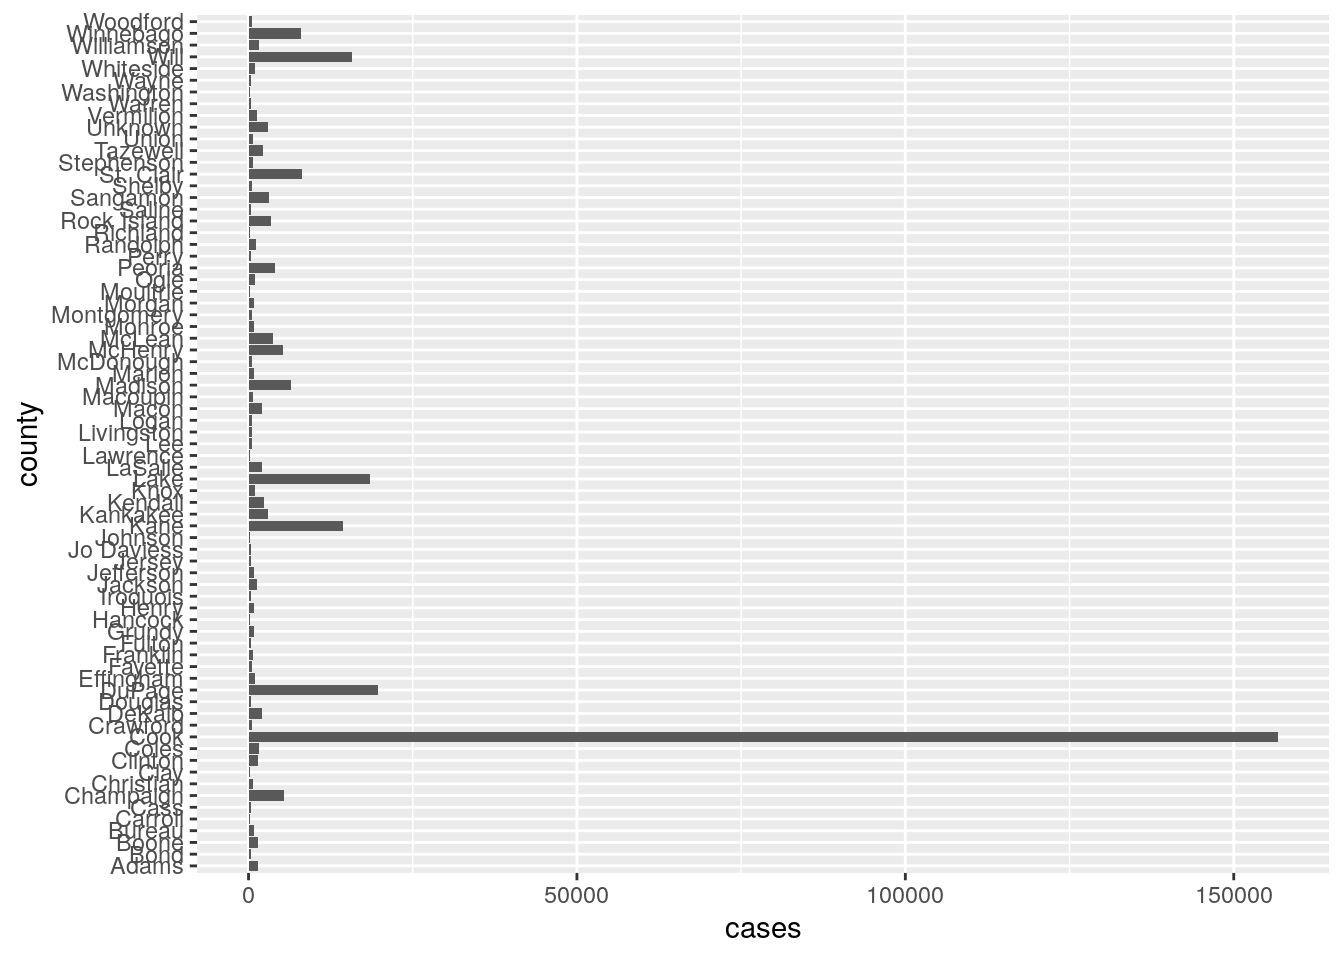 Woodford
Winnebago
Williamson
Will
Whiteside
Wayne
Washington
Warren
Vermilion
Unknown
Union
Tazewell
Stephenson
St. Clair
Shelby
Sangamon
Saline
Rock Island
Richland
Randolph
Perry
Peoria
Ogle
Moultrie
Morgan
Montgomery
Monroe
McLean
McHenry
McDonough
Marion
Madison
Macoupin
Macon
Logan
Livingston
Lee
Lawrence
LaSalle
Lake
Knox
Kendall
Kankakee
Kane
Johnson
Jo Daviess
Jersey
Jefferson
Jackson
Iroquois
Henry
Hancock
Grundy
Fulton
Franklin
Fayette
Effingham
DuPage
Douglas
DeKalb
Crawford
Cook
Coles
Clinton
Clay
Christian
Champaign
Cass
Carroll
Bureau
Boone
Bond
Adams
county
0 50000 100000 150000
cases